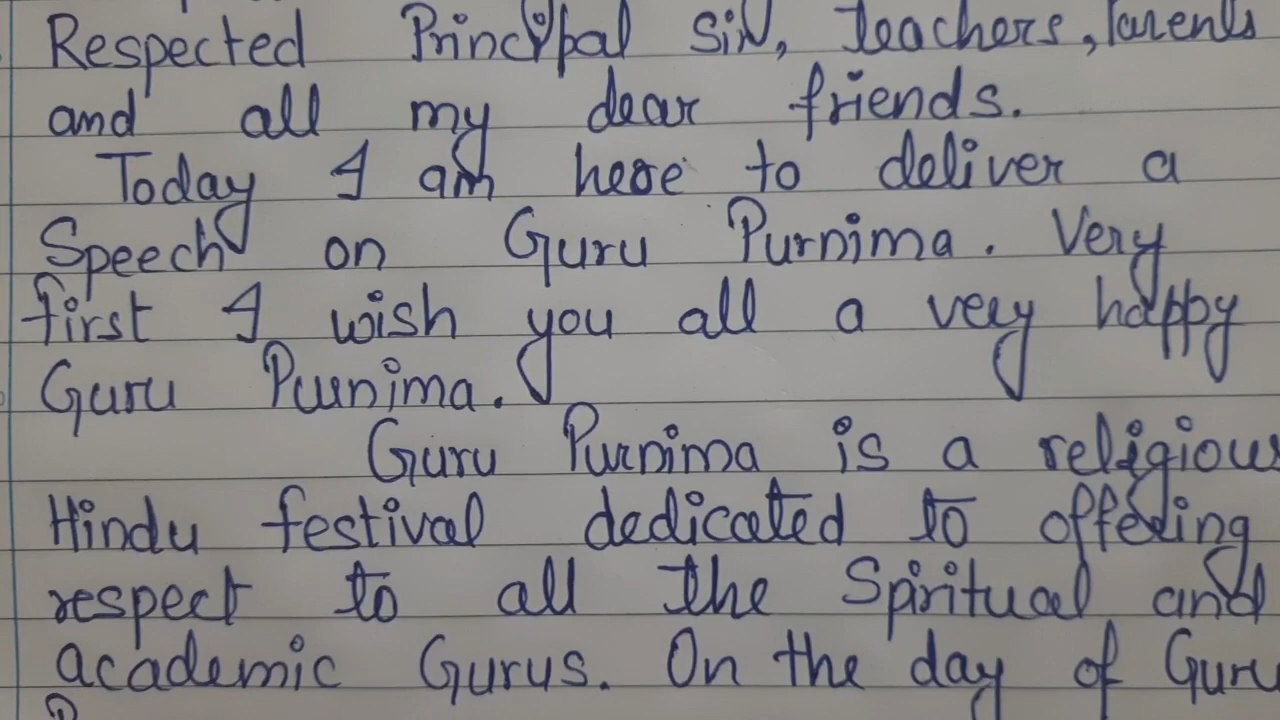 Respected Principal Sir, teachers, Parents
and all my dear friends.
Today I am here to deliver a
Speech on Guru Purnima. Very
first I wish you all a very happy
Guru Purnima.
Guru Purnima is a religious
Hindu festival dedicated to offering
respect to all the Spiritual and
academic Gurus. On the day of Guru